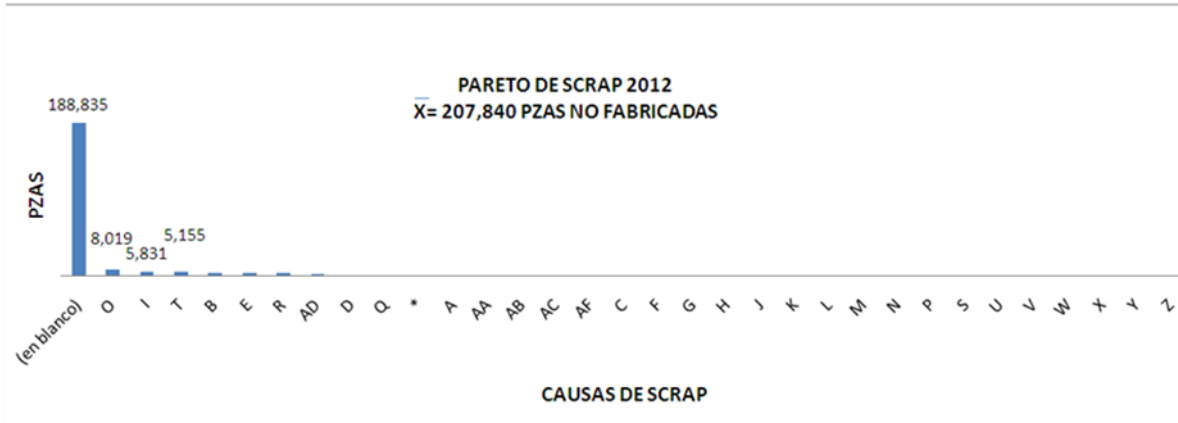 PARETO DE SCRAP 2012
X̅= 207,840 PZAS NO FABRICADAS
188,835
8,019
5,831
5,155
PZAS
(en blanco) O I T B E R AD D Q * A AA AB AC AF C F G H J K L M N P S U V W X Y Z
CAUSAS DE SCRAP